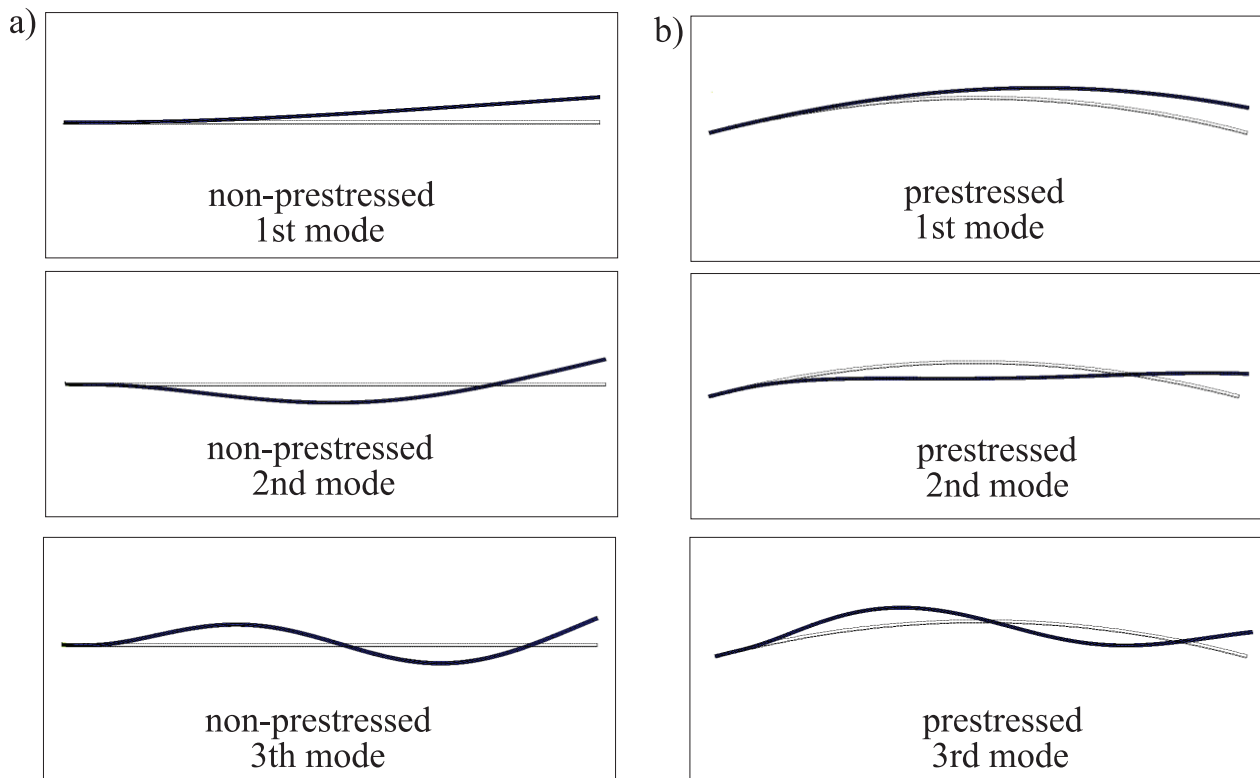 a)
non-prestressed
1st mode
non-prestressed
2nd mode
non-prestressed
3th mode
b)
prestressed
1st mode
prestressed
2nd mode
prestressed
3rd mode